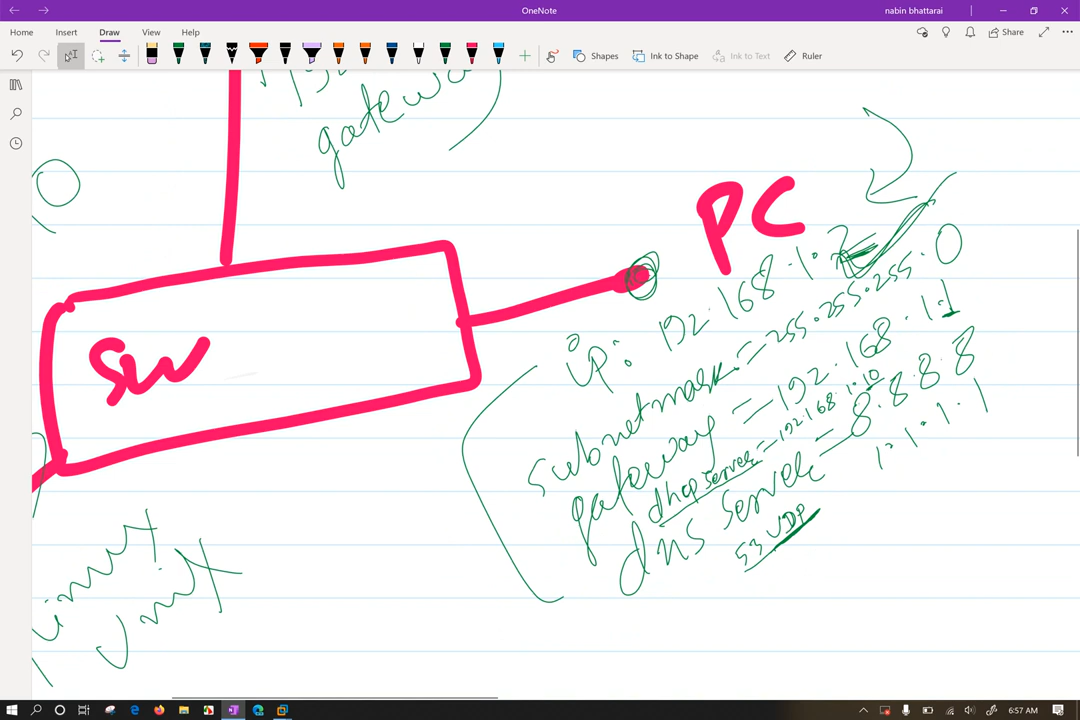 OneNote
nabin bhattarai
Home
Insert
Draw
View
Help
Share
Shapes
Ink to Shape
Ink to Text
Ruler
gateway
PC
SW
IP: 192.168.1.2
subnetmask = 255.255.255.0
gateway = 192.168.1.1
dhcp server = 192.168.1.10
dns server = 8.8.8.8
1.1.1.1
53 UDP
Unit
6:57 AM